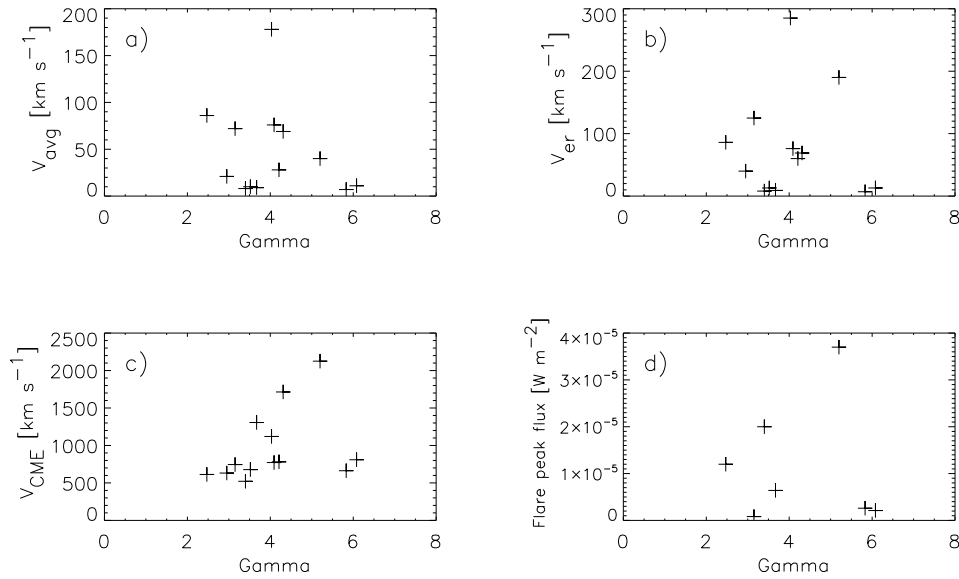 200
150
100
50
0
V_avg [km s^−1]
a)
0 2 4 6 8
Gamma
300
200
100
0
V_er [km s^−1]
b)
0 2 4 6 8
Gamma
2500
2000
1500
1000
500
0
V_CME [km s^−1]
c)
0 2 4 6 8
Gamma
4×10^−5
3×10^−5
2×10^−5
1×10^−5
0
Flare peak flux [W m^−2]
d)
0 2 4 6 8
Gamma